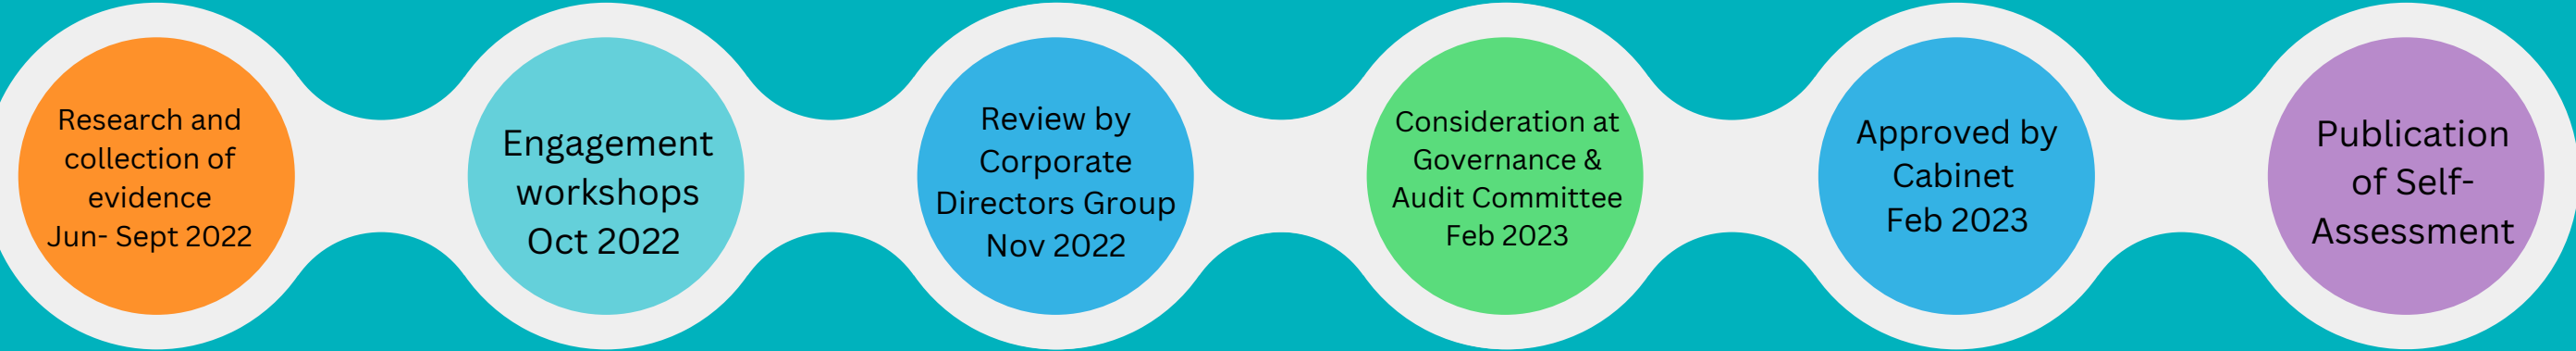 Research and
collection of
evidence
Jun- Sept 2022
Engagement
workshops
Oct 2022
Review by
Corporate
Directors Group
Nov 2022
Consideration at
Governance &
Audit Committee
Feb 2023
Approved by
Cabinet
Feb 2023
Publication
of Self-
Assessment